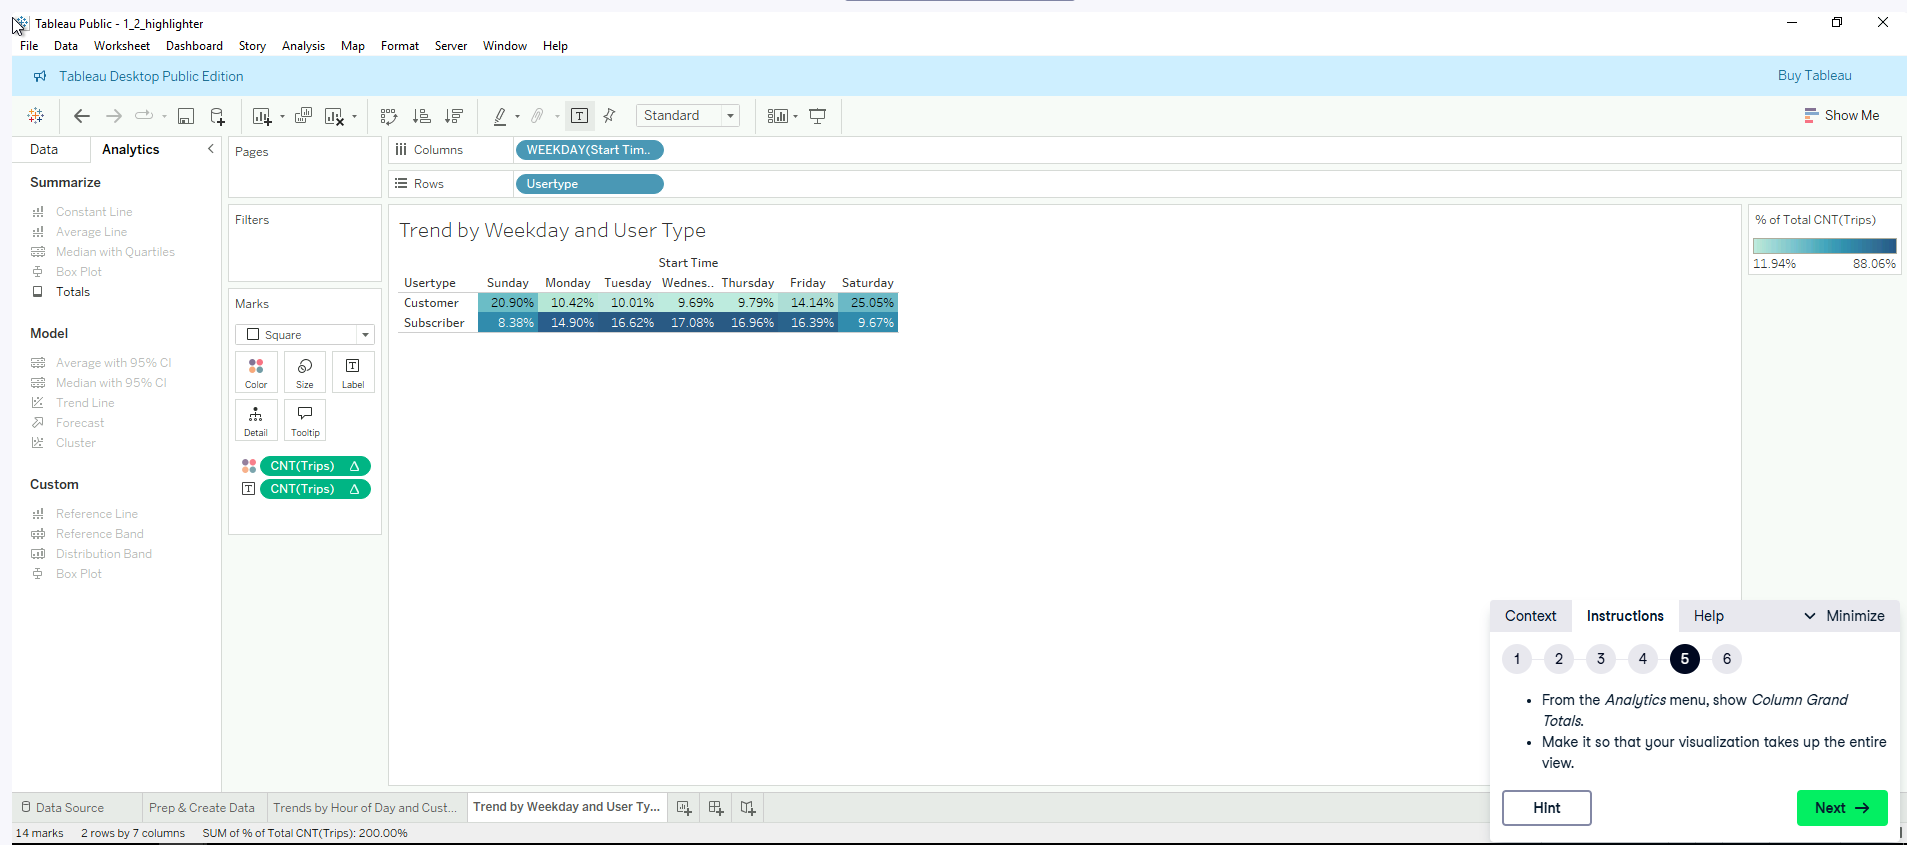 Tableau Public - 1_2_highlighter
File Data Worksheet Dashboard Story Analysis Map Format Server Window Help
Tableau Desktop Public Edition
Buy Tableau
Standard
Show Me
Data
Analytics
Summarize
Constant Line
Average Line
Median with Quartiles
Box Plot
Totals
Model
Average with 95% CI
Median with 95% CI
Trend Line
Forecast
Cluster
Custom
Reference Line
Reference Band
Distribution Band
Box Plot
Pages
Filters
Marks
Square
Color Size Label
Detail Tooltip
CNT(Trips) Δ
CNT(Trips) Δ
Columns WEEKDAY(Start Tim..
Rows Usertype
Trend by Weekday and User Type
Start Time
Usertype Sunday Monday Tuesday Wednes.. Thursday Friday Saturday
Customer 20.90% 10.42% 10.01% 9.69% 9.79% 14.14% 25.05%
Subscriber 8.38% 14.90% 16.62% 17.08% 16.96% 16.39% 9.67%
% of Total CNT(Trips)
11.94% 88.06%
Context Instructions Help Minimize
1 2 3 4 5 6
• From the Analytics menu, show Column Grand
Totals.
• Make it so that your visualization takes up the entire
view.
Hint Next
Data Source Prep & Create Data Trends by Hour of Day and Cust... Trend by Weekday and User Ty...
14 marks 2 rows by 7 columns SUM of % of Total CNT(Trips): 200.00%